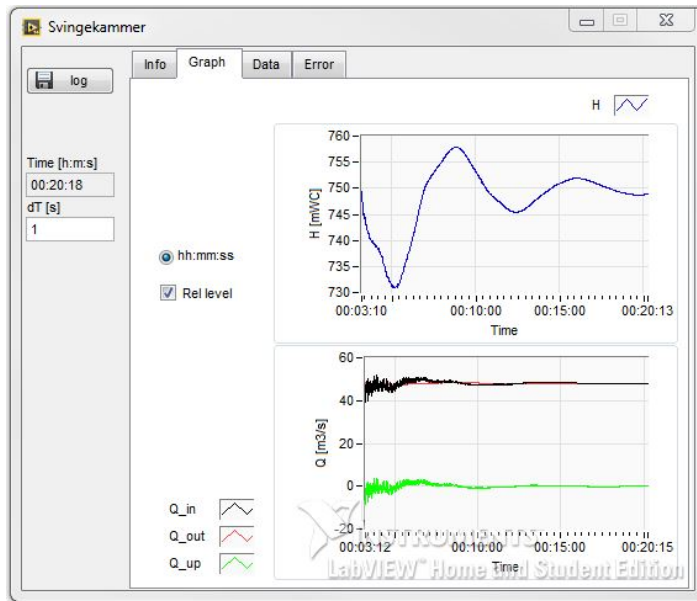 Svingekammer
log
Time [h:m:s]
00:20:18
dT [s]
1
Info Graph Data Error
hh:mm:ss
Rel level
H
H [mWC]
760
755
750
745
740
735
730
00:03:10 00:10:00 00:15:00 00:20:13
Time
Q [m3/s]
60
40
20
0
-20
00:03:12 00:10:00 00:15:00 00:20:15
Time
Q_in
Q_out
Q_up
INSTRUMENTS
LabVIEW™ Home and Student Edition